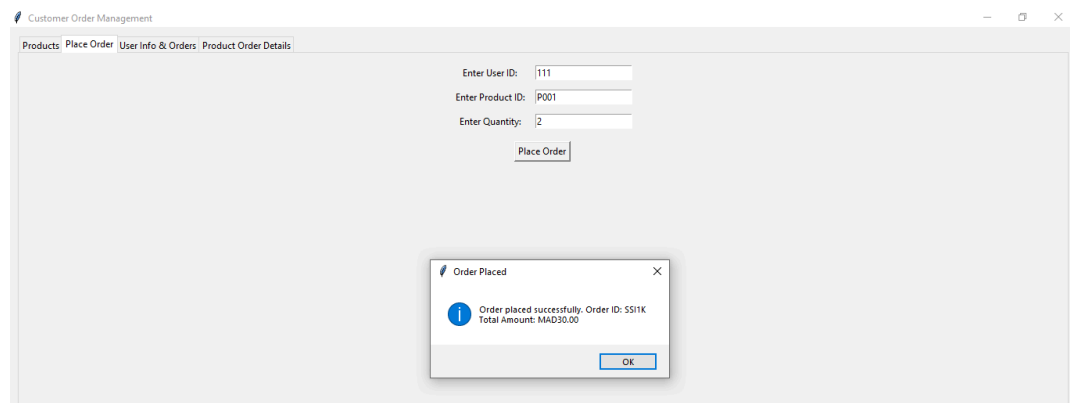 Customer Order Management
Products Place Order User Info & Orders Product Order Details
Enter User ID: 111
Enter Product ID: P001
Enter Quantity: 2
Place Order
Order Placed
Order placed successfully. Order ID: SSI1K
Total Amount: MAD30.00
OK